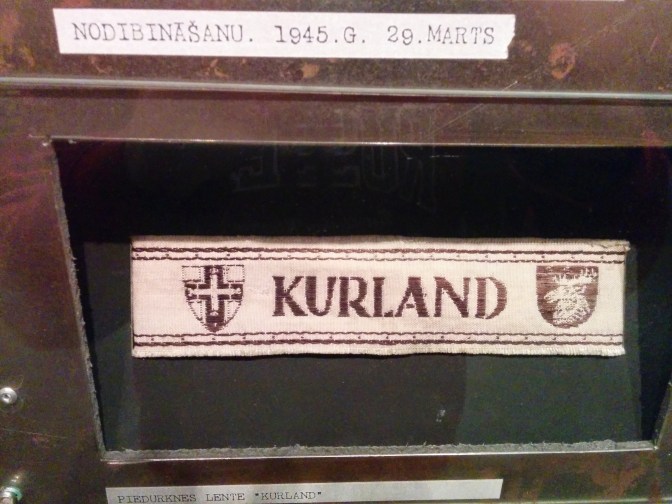 NODIBINĀŠANU. 1945.G. 29.MARTS
KURLAND
PIEDURKNES LENTE "KURLAND"